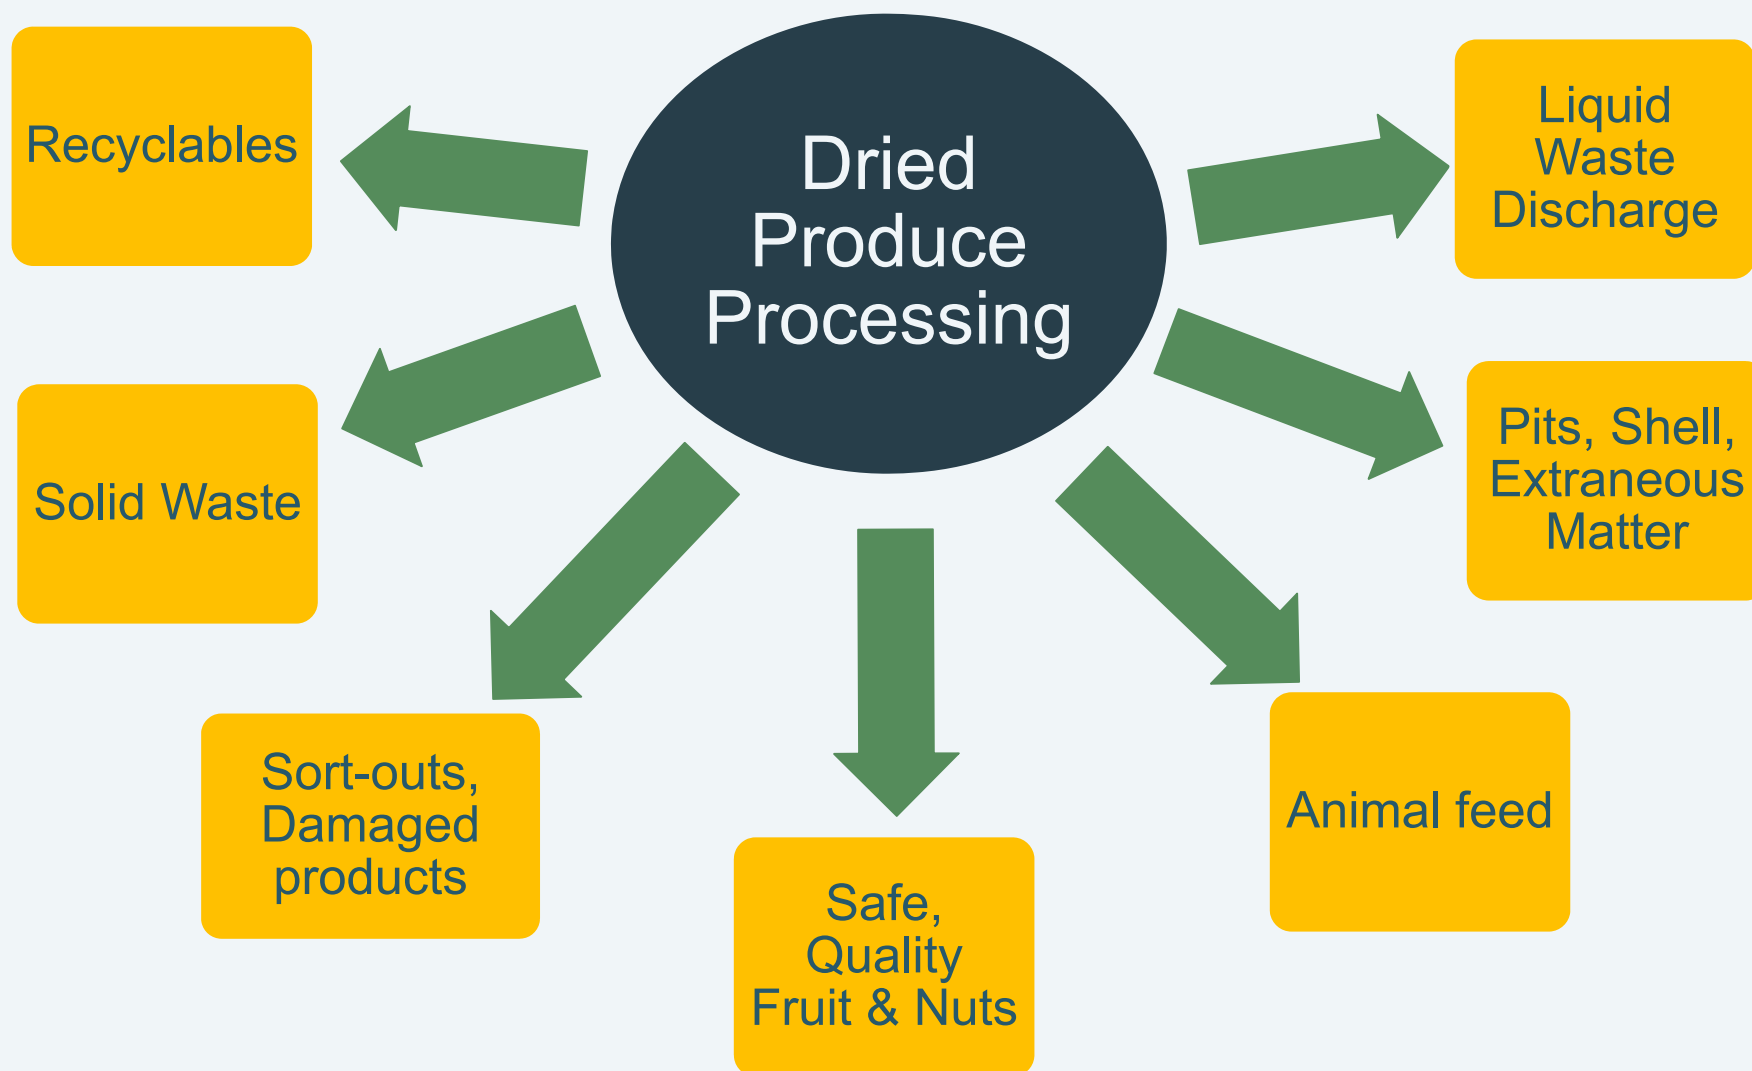 Dried
Produce
Processing
Recyclables
Solid Waste
Sort-outs,
Damaged
products
Safe,
Quality
Fruit & Nuts
Animal feed
Pits, Shell,
Extraneous
Matter
Liquid
Waste
Discharge